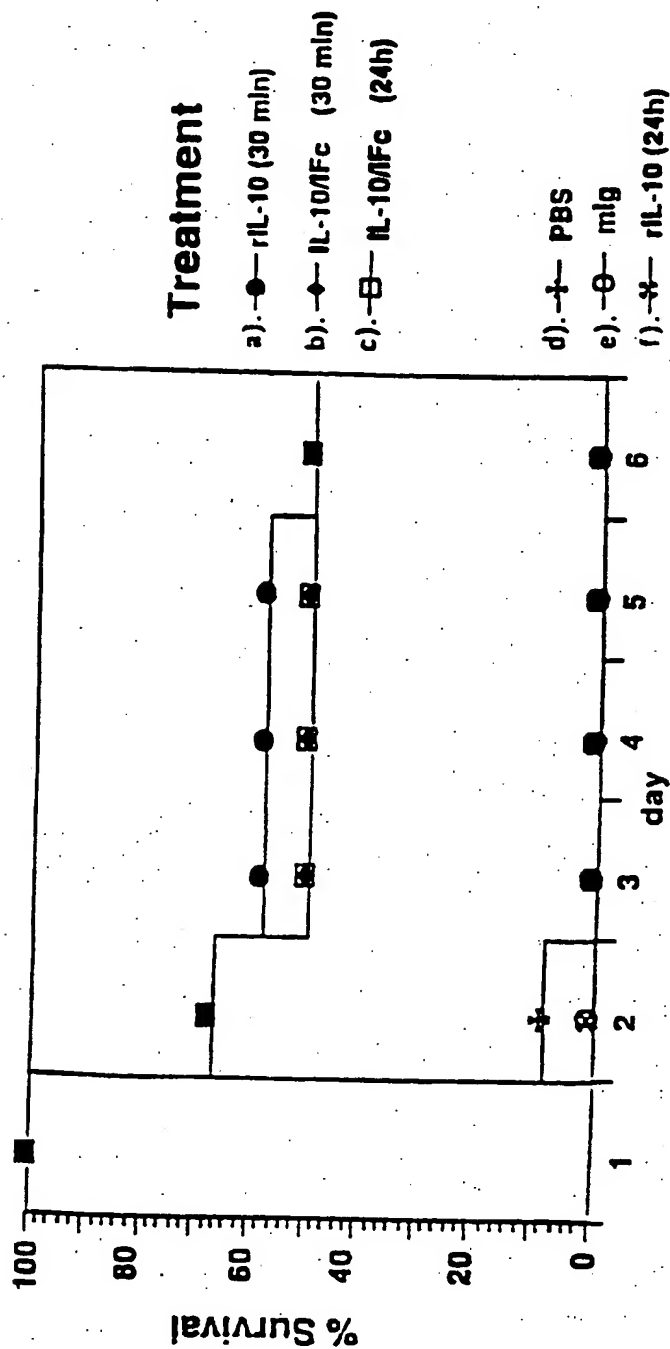 Treatment
a). rIL-10 (30 min)
b). IL-10/IFc (30 min)
c). IL-10/IFc (24h)
d). PBS
e). mIg
f). rIL-10 (24h)
% Survival
100
80
60
40
20
0
1
2
3
4
5
6
day